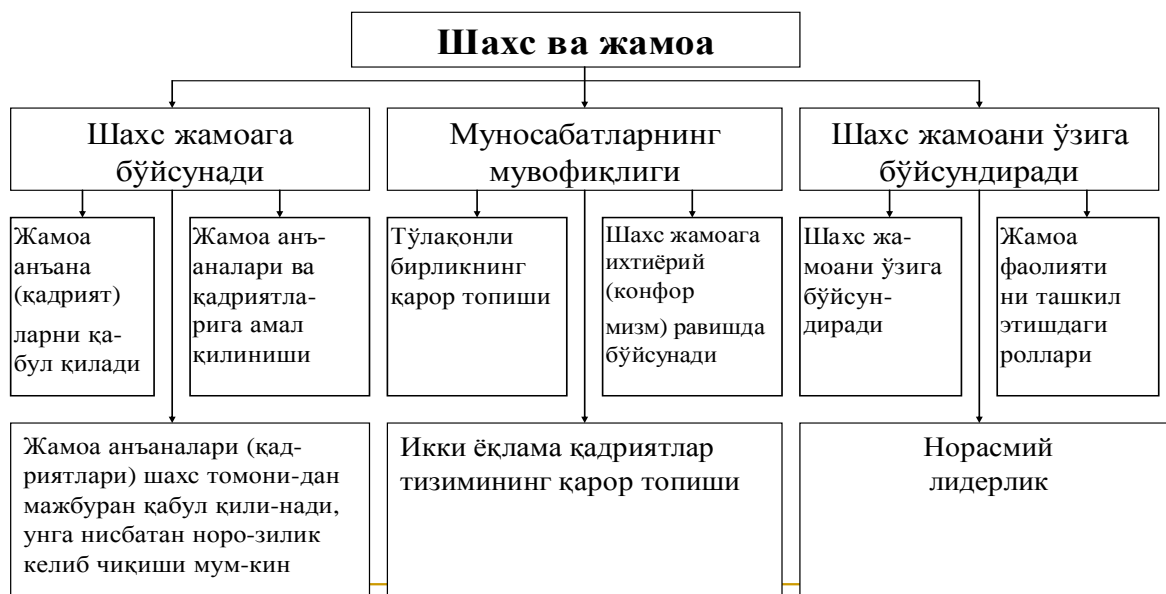 Шахс ва жамоа
Шахс жамоага
бўйсунади
Муносабатларнинг
мувофиқлиги
Шахс жамоани ўзига
бўйсундиради
Жамоа
анъана
(қадрият)
ларни қа-
бул қилади
Жамоа анъ-
аналари ва
қадриятла-
рига амал
қилиниши
Тўлақонли
бирликнинг
қарор топиши
Шахс жамоага
ихтиёрий
(конфор
мизм) равишда
бўйсунади
Шахс жа-
моани ўзига
бўйсун-
диради
Жамоа
фаолияти
ни ташкил
этишдаги
роллари
Жамоа анъаналари (қад-
риятлари) шахс томони-дан
мажбуран қабул қили-нади,
унга нисбатан норо-зилик
келиб чиқиши мум-кин
Икки ёқлама қадриятлар
тизимининг қарор топиши
Норасмий
лидерлик